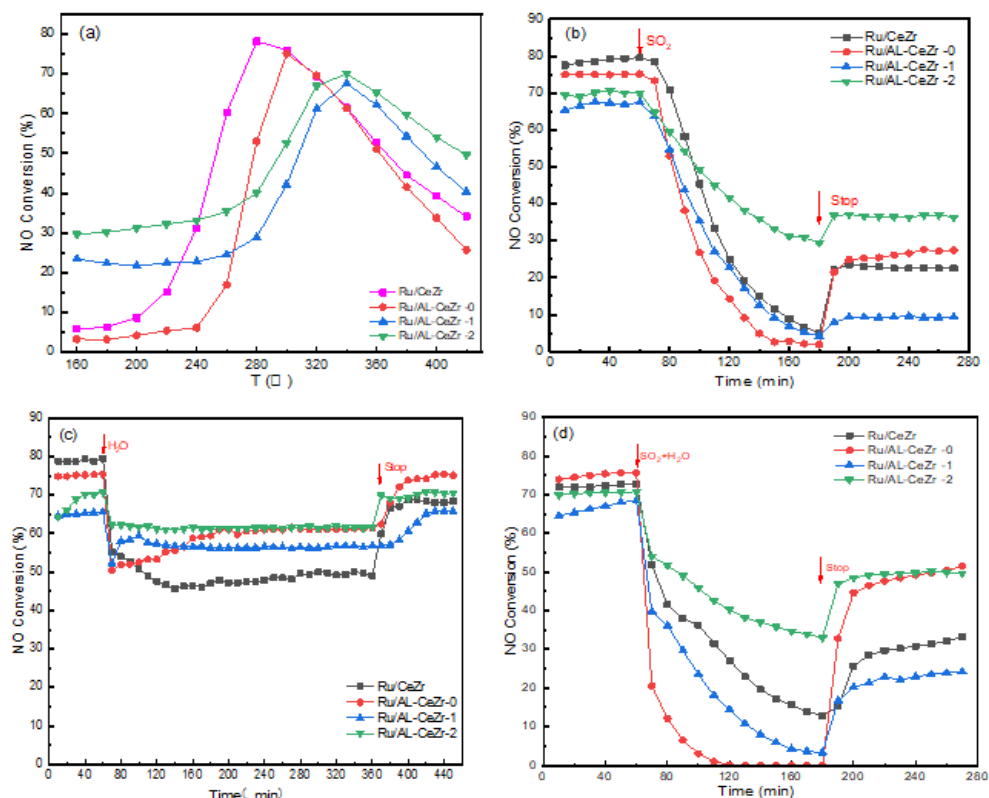 (a)
NO Conversion (%)
90
80
70
60
50
40
30
20
10
0
160 200 240 280 320 360 400
T (□ )
Ru/CeZr
Ru/AL-CeZr -0
Ru/AL-CeZr -1
Ru/AL-CeZr -2
(b)
SO2
Stop
NO Conversion (%)
90
80
70
60
50
40
30
20
10
0
0 40 80 120 160 200 240 280
Time (min)
Ru/CeZr
Ru/AL-CeZr -0
Ru/AL-CeZr -1
Ru/AL-CeZr -2
(c)
H2O
Stop
NO Conversion (%)
90
80
70
60
50
40
30
20
10
0
0 40 80 120 160 200 240 280 320 360 400 440
Time( min)
Ru/CeZr
Ru/AL-CeZr-0
Ru/AL-CeZr-1
Ru/AL-CeZr-2
(d)
SO2+H2O
Stop
NO Conversion (%)
90
80
70
60
50
40
30
20
10
0
0 40 80 120 160 200 240 280
Time (min)
Ru/CeZr
Ru/AL-CeZr -0
Ru/AL-CeZr -1
Ru/AL-CeZr -2